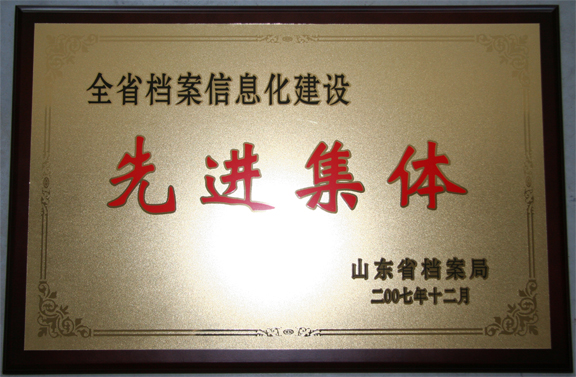 全省档案信息化建设
先进集体
山东省档案局
二00七年十二月